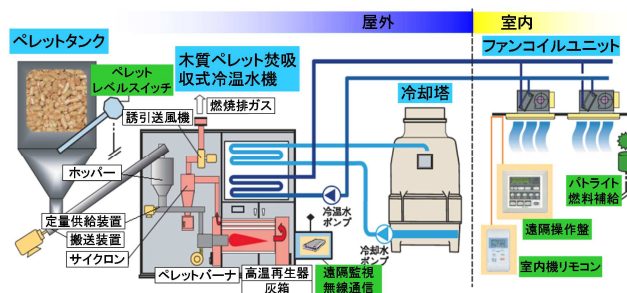 屋外
室内
ペレットタンク
ペレット
レベルスイッチ
木質ペレット焚吸
収式冷温水機
ファンコイルユニット
冷却塔
燃焼排ガス
誘引送風機
ホッパー
定量供給装置
搬送装置
サイクロン
ペレットバーナ
高温再生器
灰箱
遠隔監視
無線通信
冷温水
ポンプ
冷却水
ポンプ
パトライト
燃料補給
遠隔操作盤
室内機リモコン